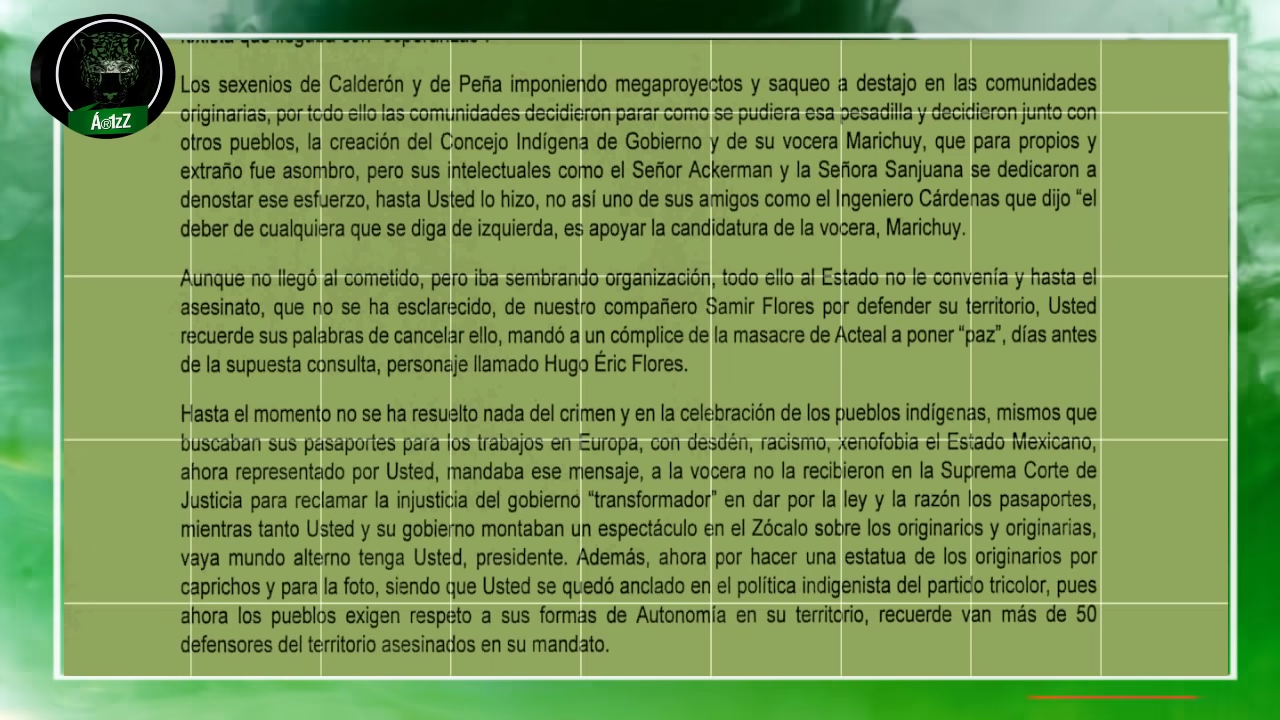 Á®1zZ
Los sexenios de Calderón y de Peña imponiendo megaproyectos y saqueo a destajo en las comunidades
originarias, por todo ello las comunidades decidieron parar como se pudiera esa pesadilla y decidieron junto con
otros pueblos, la creación del Concejo Indígena de Gobierno y de su vocera Marichuy, que para propios y
extraño fue asombro, pero sus intelectuales como el Señor Ackerman y la Señora Sanjuana se dedicaron a
denostar ese esfuerzo, hasta Usted lo hizo, no así uno de sus amigos como el Ingeniero Cárdenas que dijo “el
deber de cualquiera que se diga de izquierda, es apoyar la candidatura de la vocera, Marichuy.
Aunque no llegó al cometido, pero iba sembrando organización, todo ello al Estado no le convenía y hasta el
asesinato, que no se ha esclarecido, de nuestro compañero Samir Flores por defender su territorio, Usted
recuerde sus palabras de cancelar ello, mandó a un cómplice de la masacre de Acteal a poner “paz”, días antes
de la supuesta consulta, personaje llamado Hugo Éric Flores.
Hasta el momento no se ha resuelto nada del crimen y en la celebración de los pueblos indígenas, mismos que
buscaban sus pasaportes para los trabajos en Europa, con desdén, racismo, xenofobia el Estado Mexicano,
ahora representado por Usted, mandaba ese mensaje, a la vocera no la recibieron en la Suprema Corte de
Justicia para reclamar la injusticia del gobierno “transformador” en dar por la ley y la razón los pasaportes,
mientras tanto Usted y su gobierno montaban un espectáculo en el Zócalo sobre los originarios y originarias,
vaya mundo alterno tenga Usted, presidente. Además, ahora por hacer una estatua de los originarios por
caprichos y para la foto, siendo que Usted se quedó anclado en el política indigenista del partido tricolor, pues
ahora los pueblos exigen respeto a sus formas de Autonomía en su territorio, recuerde van más de 50
defensores del territorio asesinados en su mandato.